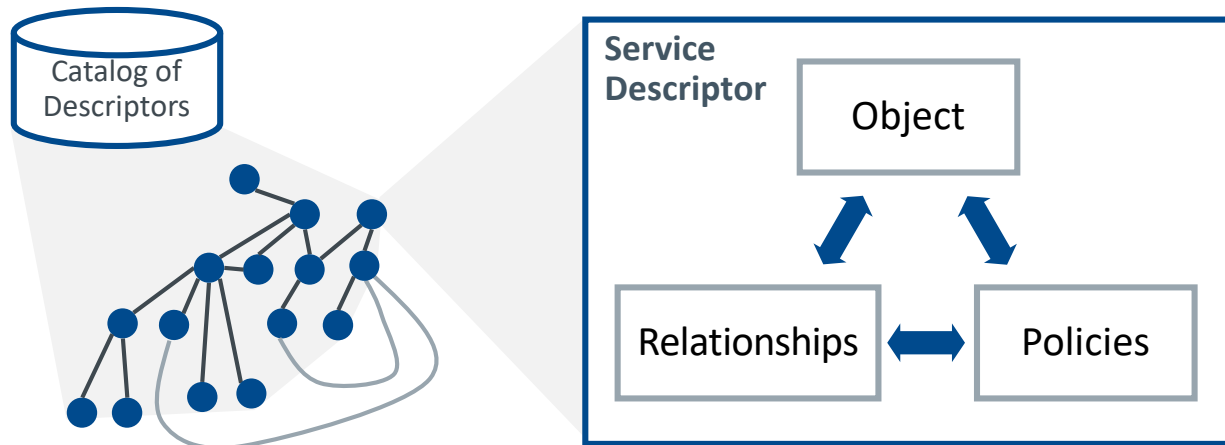 Catalog of
Descriptors
Service
Descriptor
Object
Relationships
Policies